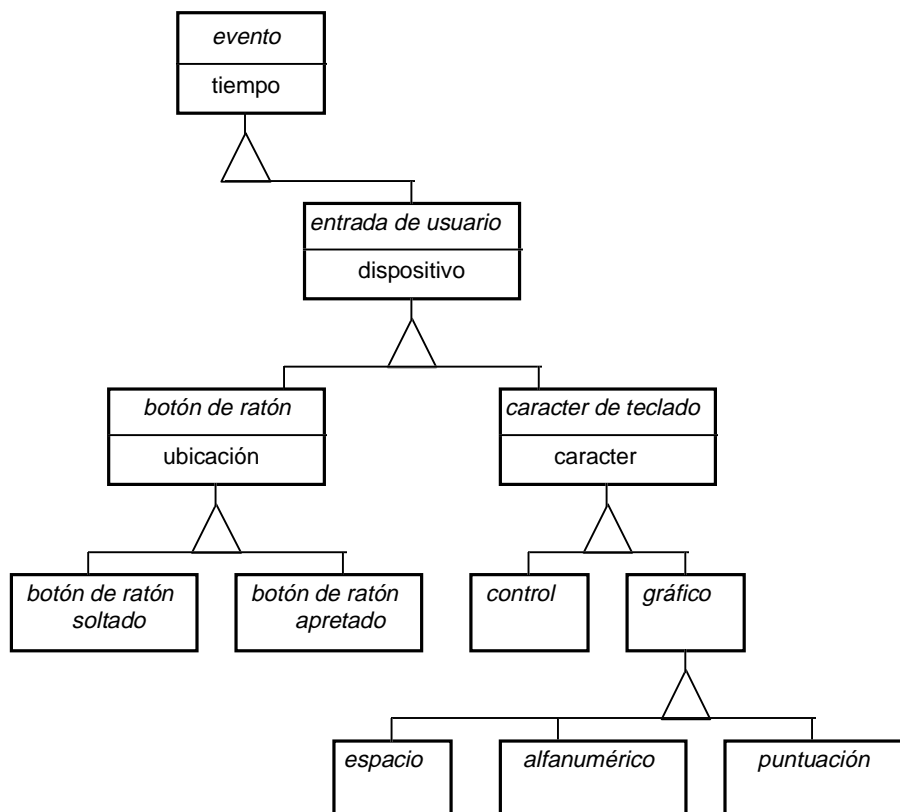 evento
tiempo
entrada de usuario
dispositivo
botón de ratón
ubicación
caracter de teclado
caracter
botón de ratón
soltado
botón de ratón
apretado
control
gráfico
espacio
alfanumérico
puntuación